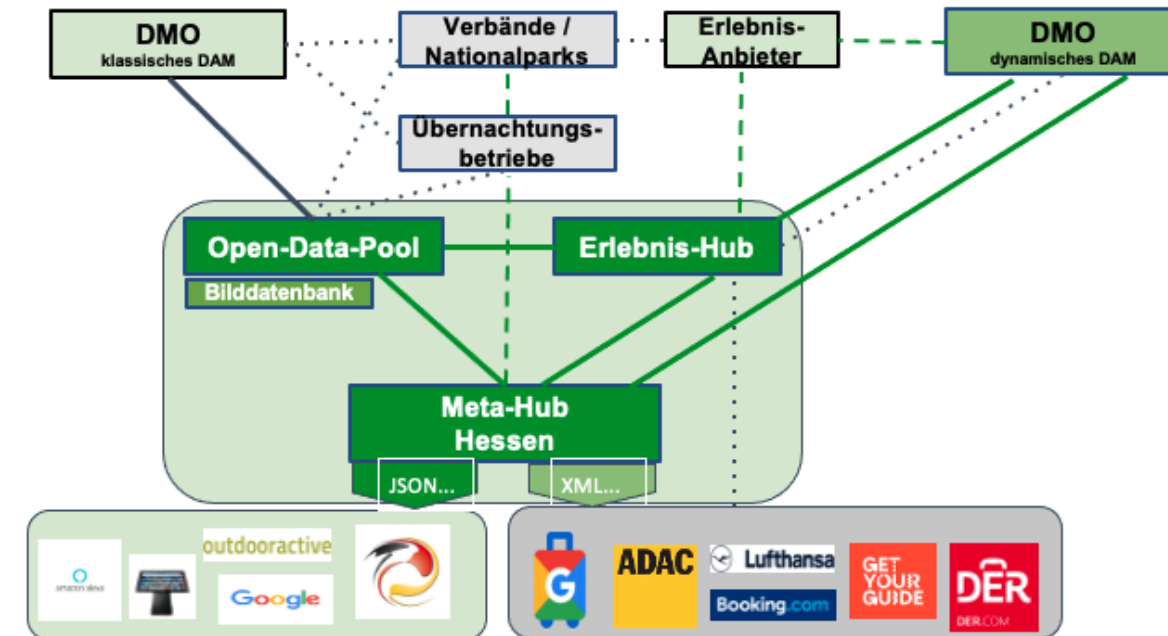 DMO
klassisches DAM
Verbände /
Nationalparks
Erlebnis-
Anbieter
DMO
dynamisches DAM
Übernachtungs-
betriebe
Open-Data-Pool
Erlebnis-Hub
Bilddatenbank
Meta-Hub
Hessen
JSON...
XML...
amazon alexa
outdooractive
Google
G
ADAC
Lufthansa
Booking.com
GET
YOUR
GUIDE
DER
DER.COM